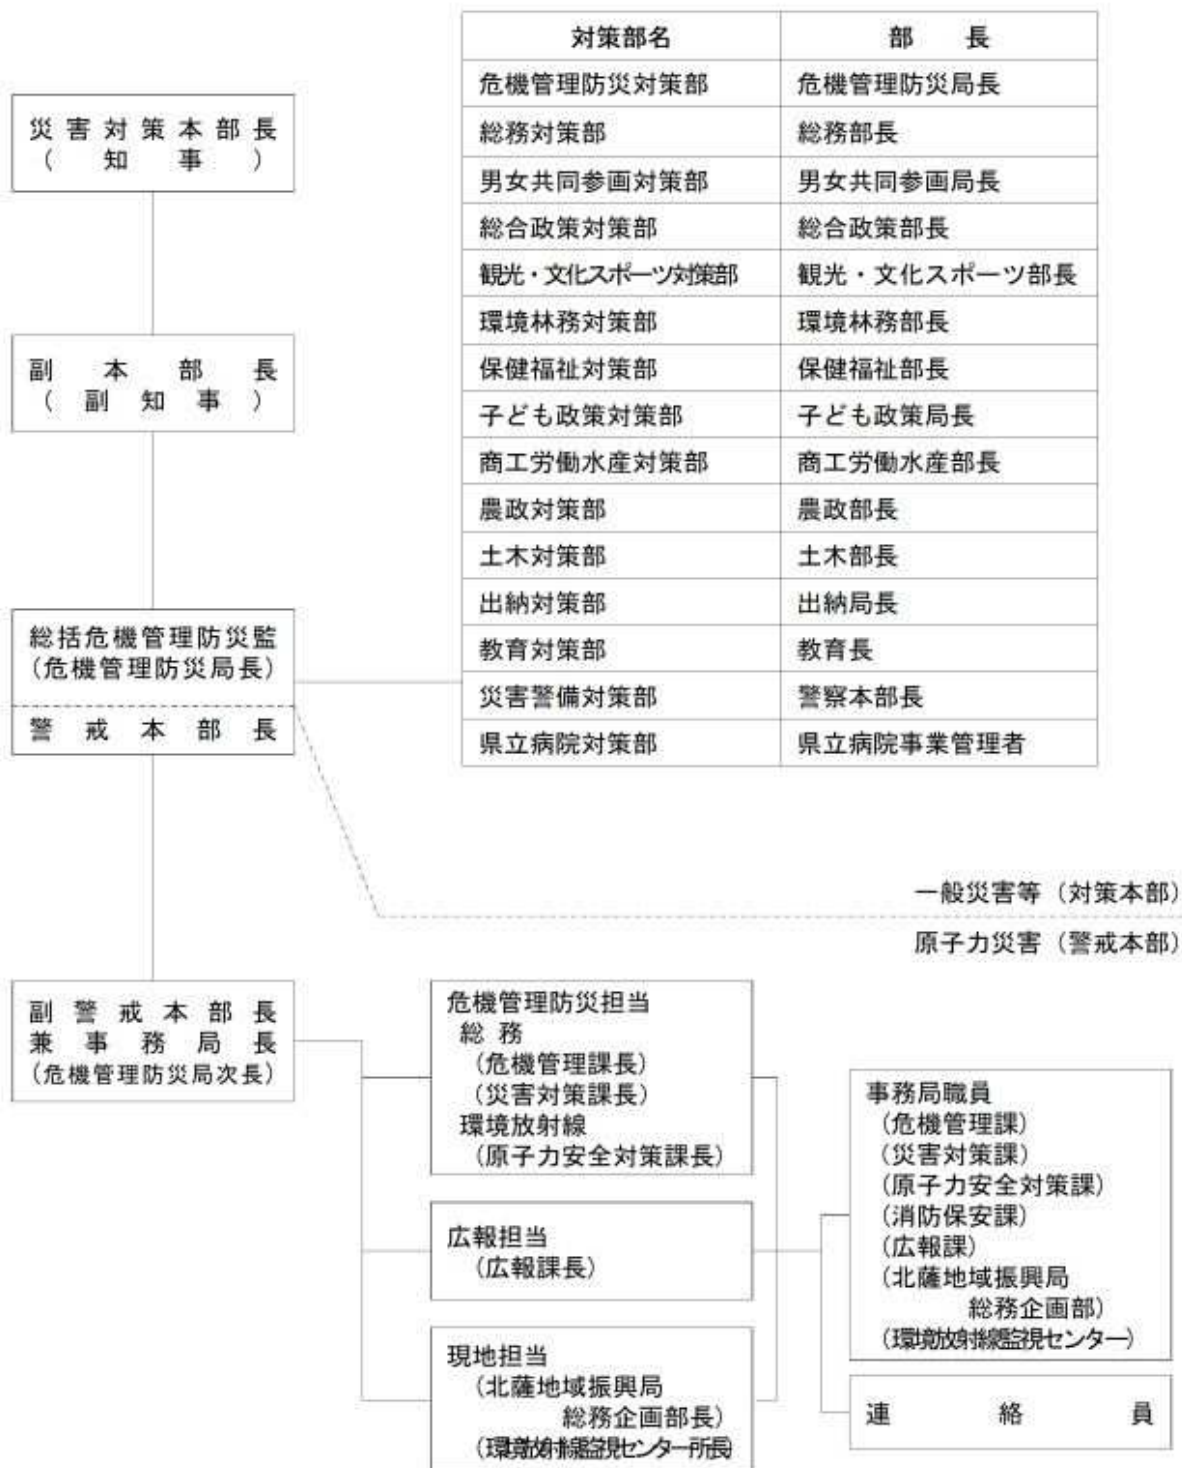 災害対策本部長
（知事）
副本部長
（副知事）
総括危機管理防災監
（危機管理防災局長）
警戒本部長
対策部名 部長
危機管理防災対策部 危機管理防災局長
総務対策部 総務部長
男女共同参画対策部 男女共同参画局長
総合政策対策部 総合政策部長
観光・文化スポーツ対策部 観光・文化スポーツ部長
環境林務対策部 環境林務部長
保健福祉対策部 保健福祉部長
子ども政策対策部 子ども政策局長
商工労働水産対策部 商工労働水産部長
農政対策部 農政部長
土木対策部 土木部長
出納対策部 出納局長
教育対策部 教育長
災害警備対策部 警察本部長
県立病院対策部 県立病院事業管理者
一般災害等（対策本部）
原子力災害（警戒本部）
副警戒本部長
兼事務局長
（危機管理防災局次長）
危機管理防災担当
総務
（危機管理課長）
（災害対策課長）
環境放射線
（原子力安全対策課長）
広報担当
（広報課長）
現地担当
（北薩地域振興局
総務企画部長）
（環境放射線監視センター所長）
事務局職員
（危機管理課）
（災害対策課）
（原子力安全対策課）
（消防保安課）
（広報課）
（北薩地域振興局
総務企画部）
（環境放射線監視センター）
連絡員